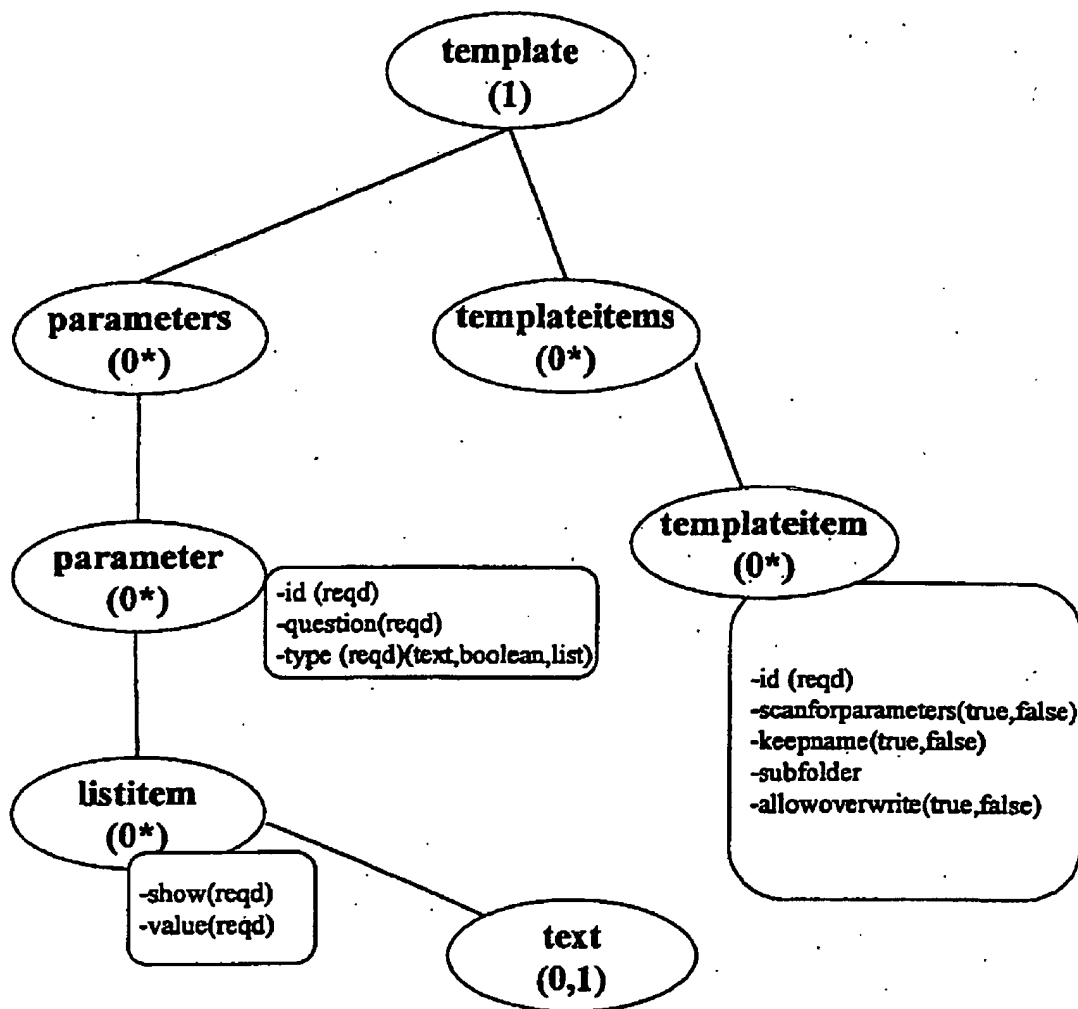 template
(1)
parameters
(0*)
templateitems
(0*)
parameter
(0*)
-id (reqd)
-question(reqd)
-type (reqd)(text,boolean,list)
templateitem
(0*)
-id (reqd)
-scanforparameters(true,false)
-keepname(true,false)
-subfolder
-allowoverwrite(true,false)
listitem
(0*)
-show(reqd)
-value(reqd)
text
(0,1)